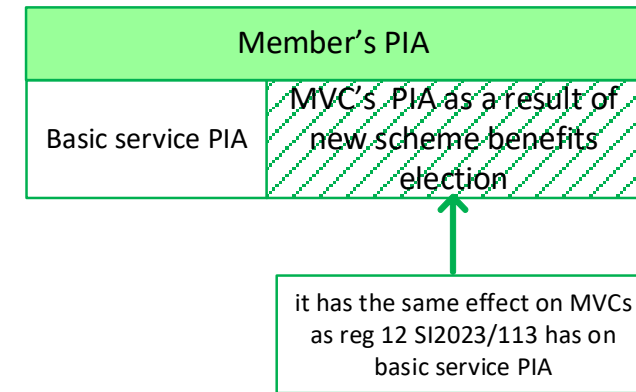 Member's PIA
Basic service PIA
MVC's PIA as a result of
new scheme benefits
election
it has the same effect on MVCs
as reg 12 SI2023/113 has on
basic service PIA